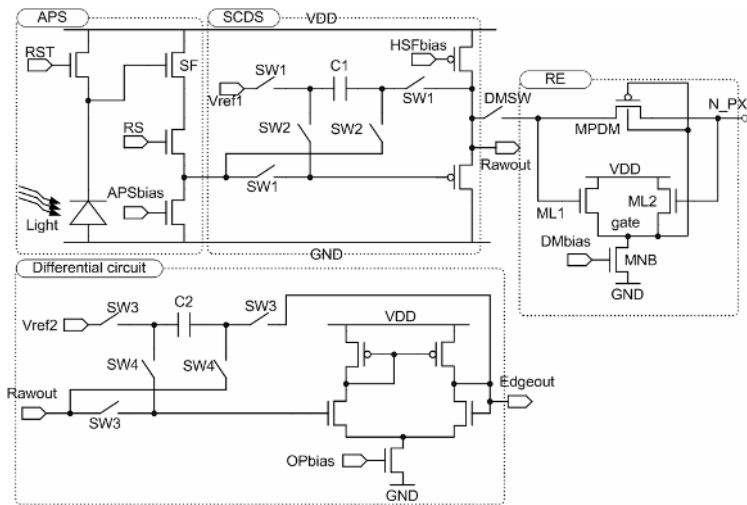 APS
SCDS
VDD
RST
SF
HSFbias
SW1
C1
Vref1
SW1
DMSW
RE
N_PX
MPDM
RS
SW2
SW2
Rawout
SW1
VDD
ML1
ML2
gate
Light
APSbias
GND
DMbias
MNB
GND
Differential circuit
C2
SW3
SW3
Vref2
VDD
SW4
SW4
Rawout
Edgeout
SW3
OPbias
GND